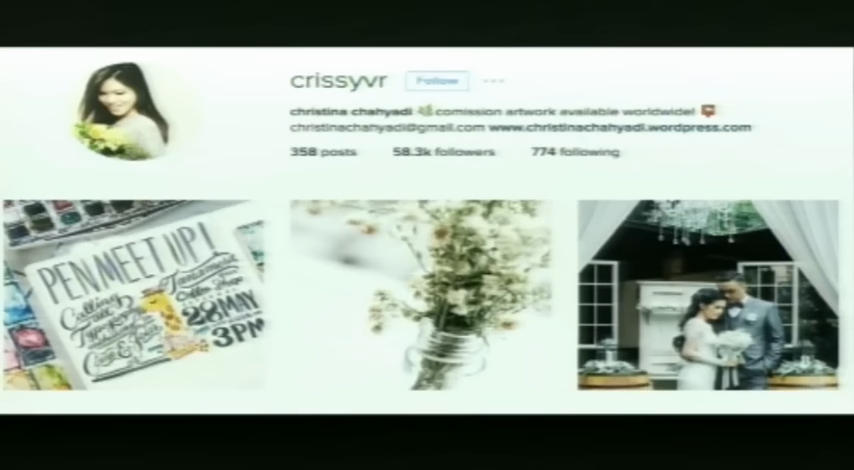 crissyvr Follow
christina chahyadi comission artwork available worldwide!
christinachahyadi@gmail.com www.christinachahyadi.wordpress.com
358 posts 58.3k followers 774 following
PEN MEET UP!
Calling
28 MAY
3PM